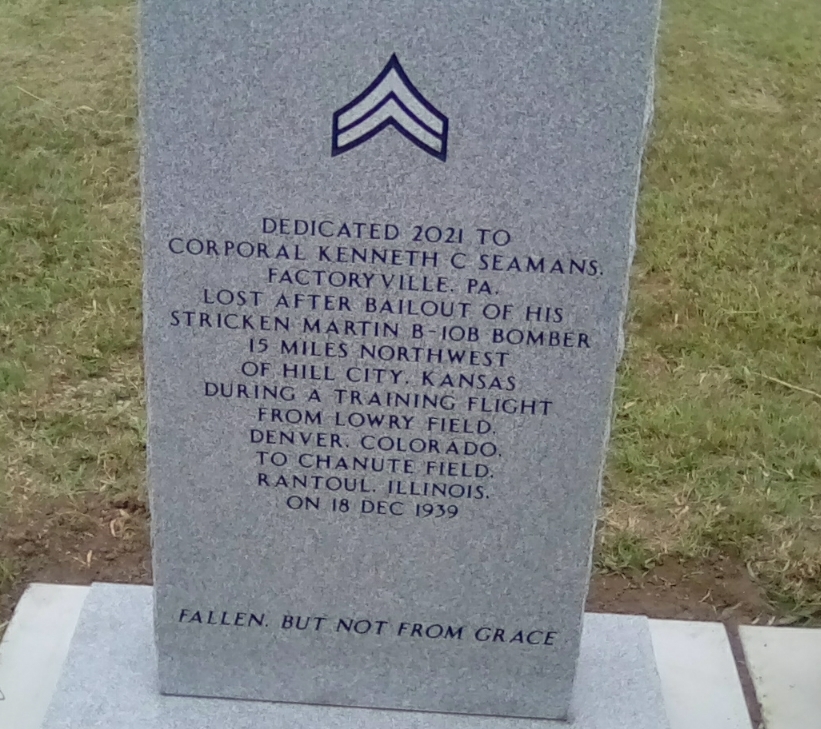 DEDICATED 2021 TO
CORPORAL KENNETH C SEAMANS,
FACTORYVILLE, PA.
LOST AFTER BAILOUT OF HIS
STRICKEN MARTIN B-10B BOMBER
15 MILES NORTHWEST
OF HILL CITY, KANSAS
DURING A TRAINING FLIGHT
FROM LOWRY FIELD,
DENVER, COLORADO,
TO CHANUTE FIELD,
RANTOUL, ILLINOIS,
ON 18 DEC 1939
FALLEN, BUT NOT FROM GRACE